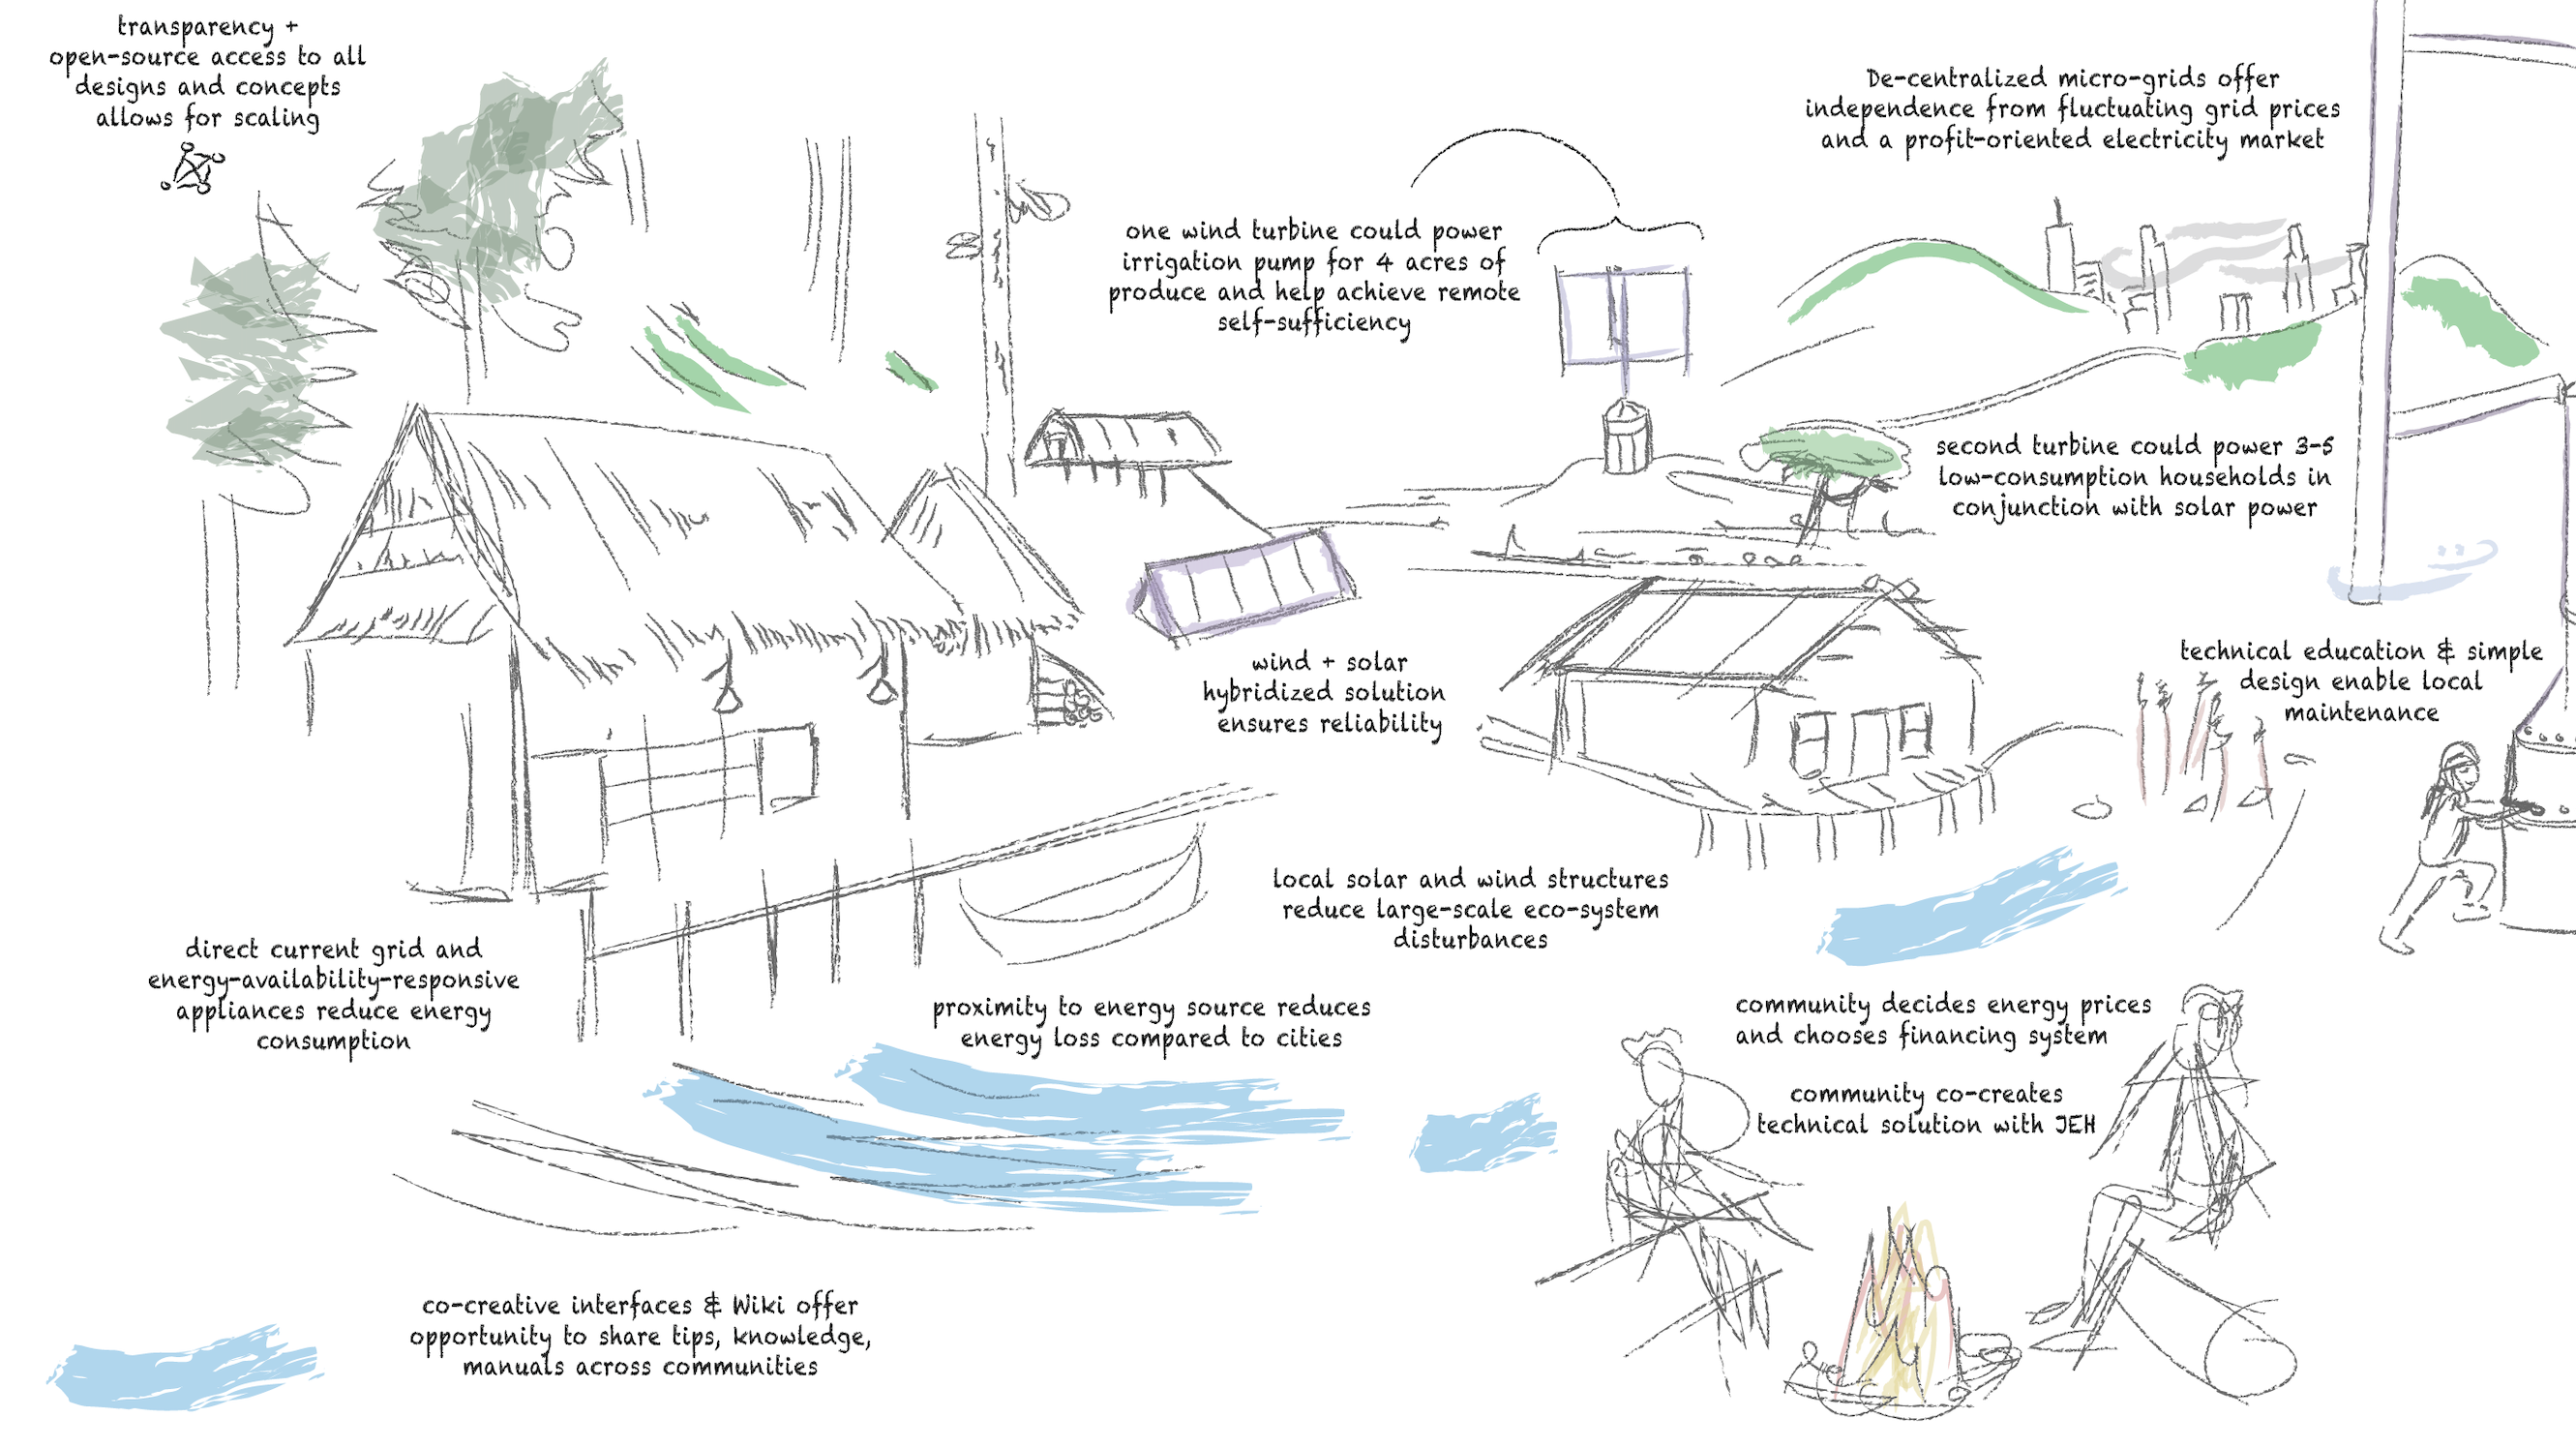 transparency +
open-source access to all
designs and concepts
allows for scaling
De-centralized micro-grids offer
independence from fluctuating grid prices
and a profit-oriented electricity market
one wind turbine could power
irrigation pump for 4 acres of
produce and help achieve remote
self-sufficiency
second turbine could power 3-5
low-consumption households in
conjunction with solar power
wind + solar
hybridized solution
ensures reliability
technical education & simple
design enable local
maintenance
local solar and wind structures
reduce large-scale eco-system
disturbances
direct current grid and
energy-availability-responsive
appliances reduce energy
consumption
proximity to energy source reduces
energy loss compared to cities
community decides energy prices
and chooses financing system
community co-creates
technical solution with JEH
co-creative interfaces & Wiki offer
opportunity to share tips, knowledge,
manuals across communities